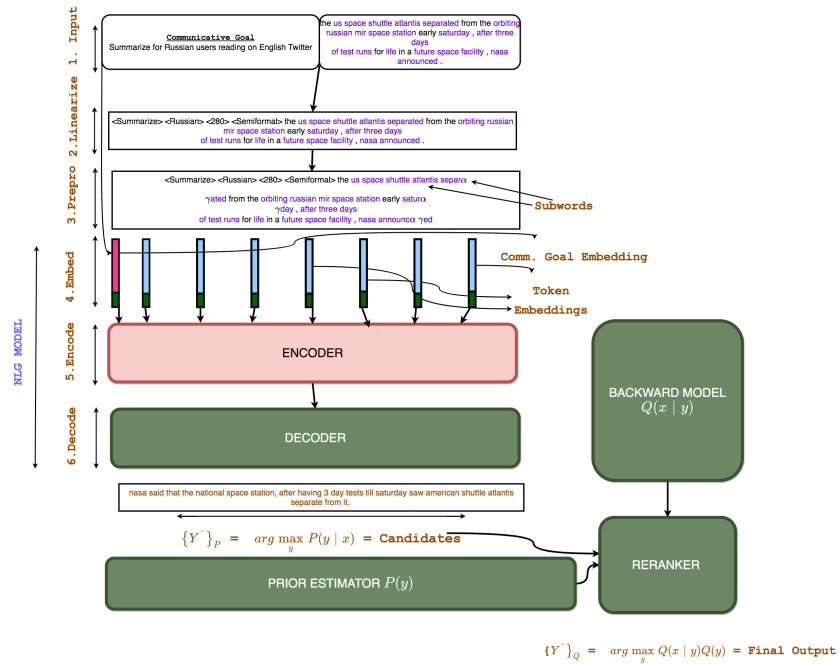 1. Input
Communicative Goal
Summarize for Russian users reading on English Twitter
the us space shuttle atlantis separated from the orbiting
russian mir space station early saturday , after three
days
of test runs for life in a future space facility , nasa
announced .
2.Linearize
<Summarize> <Russian> <280> <Semiformal> the us space shuttle atlantis separated from the orbiting russian
mir space station early saturday , after three days
of test runs for life in a future space facility , nasa announced .
3.Prepro
<Summarize> <Russian> <280> <Semiformal> the us space shuttle atlantis separα
γated from the orbiting russian mir space station early saturα
γday , after three days
of test runs for life in a future space facility , nasa announcα γed
Subwords
NLG MODEL
4.Embed
Comm. Goal Embedding
Token
Embeddings
5.Encode
ENCODER
6.Decode
DECODER
BACKWARD MODEL
Q(x | y)
nasa said that the national space station, after having 3 day tests till saturday saw american shuttle atlantis
separate from it.
{Yˆ}P = arg max y P(y | x) = Candidates
PRIOR ESTIMATOR P(y)
RERANKER
{Yˆ}Q = arg max y Q(x | y)Q(y) = Final Output